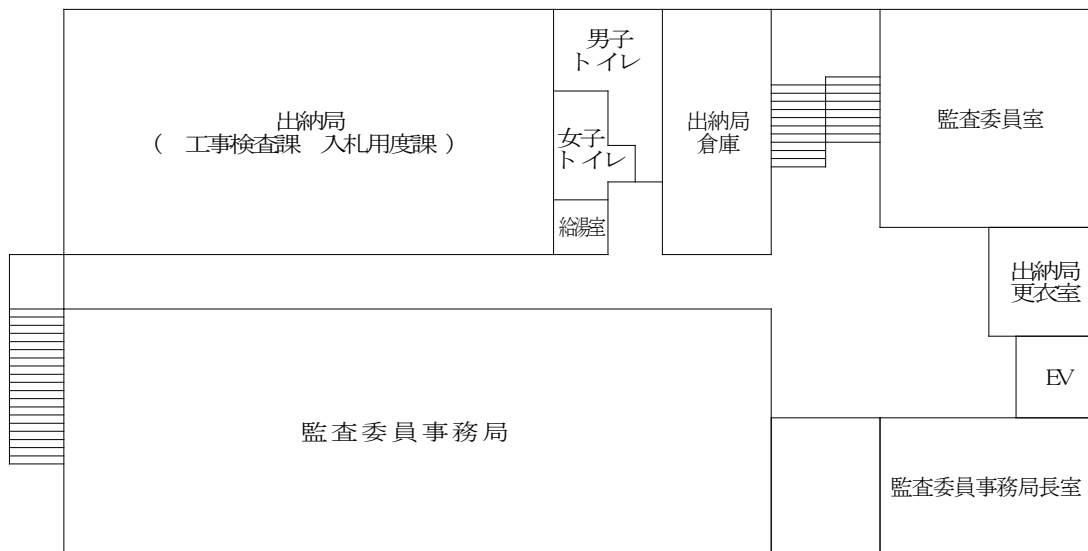 男子
トイレ
出納局
( 工事検査課 入札用度課 )
女子
トイレ
出納局
倉庫
監査委員室
給湯室
出納局
更衣室
EV
監査委員事務局
監査委員事務局長室